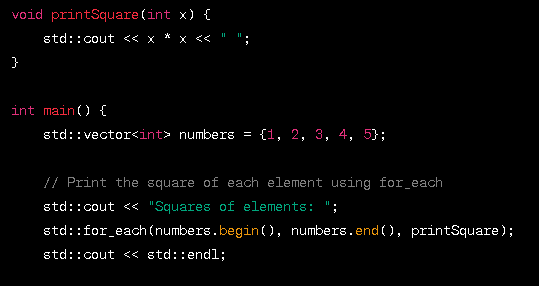 void printSquare(int x) {
    std::cout << x * x << " ";
}

int main() {
    std::vector<int> numbers = {1, 2, 3, 4, 5};

    // Print the square of each element using for_each
    std::cout << "Squares of elements: ";
    std::for_each(numbers.begin(), numbers.end(), printSquare);
    std::cout << std::endl;